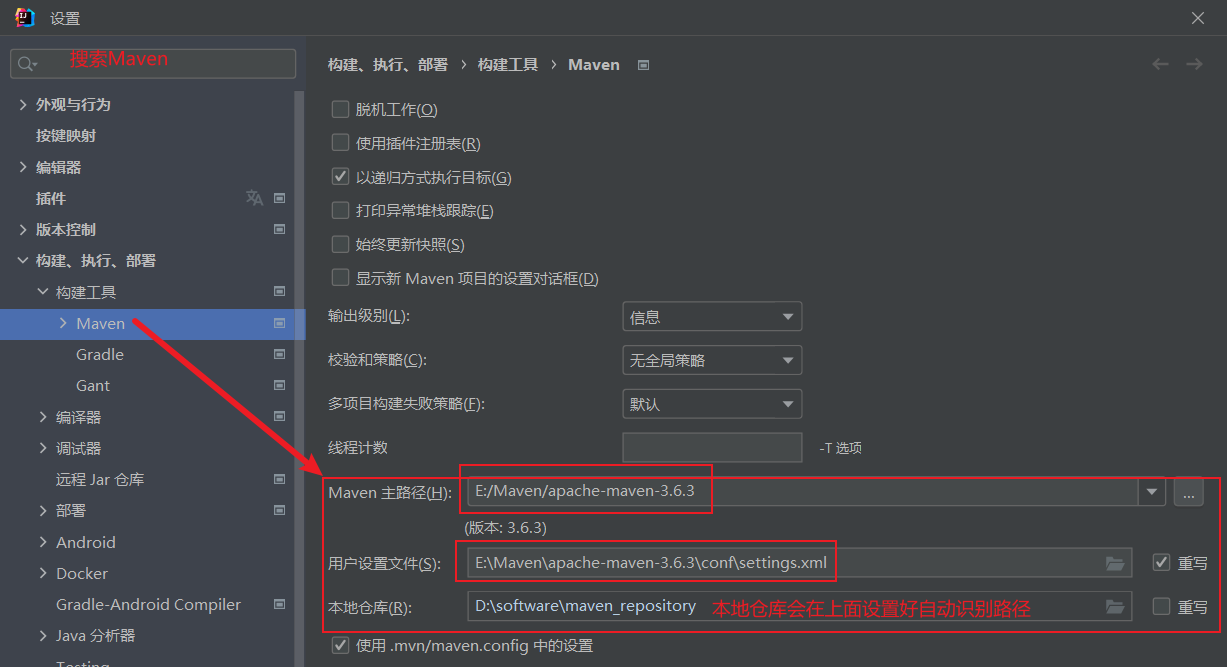 设置
搜索Maven
外观与行为
按键映射
编辑器
插件
版本控制
构建、执行、部署
构建工具
Maven
Gradle
Gant
编译器
调试器
远程 Jar 仓库
部署
Android
Docker
Gradle-Android Compiler
Java 分析器
Testing
构建、执行、部署 › 构建工具 › Maven
脱机工作(O)
使用插件注册表(R)
以递归方式执行目标(G)
打印异常堆栈跟踪(E)
始终更新快照(S)
显示新 Maven 项目的设置对话框(D)
输出级别(L): 信息
校验和策略(C): 无全局策略
多项目构建失败策略(F): 默认
线程计数 -T 选项
Maven 主路径(H): E:/Maven/apache-maven-3.6.3 ...
(版本: 3.6.3)
用户设置文件(S): E:\Maven\apache-maven-3.6.3\conf\settings.xml 重写
本地仓库(R): D:\software\maven_repository 本地仓库会在上面设置好自动识别路径 重写
使用 .mvn/maven.config 中的设置